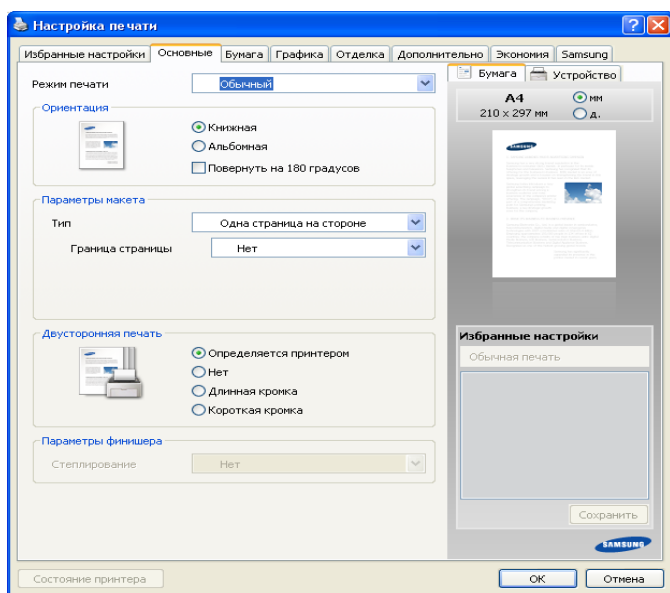 Настройка печати
Избранные настройки Основные Бумага Графика Отделка Дополнительно Экономия Samsung
Режим печати Обычный
Ориентация
Книжная
Альбомная
Повернуть на 180 градусов
Параметры макета
Тип Одна страница на стороне
Граница страницы Нет
Двусторонняя печать
Определяется принтером
Нет
Длинная кромка
Короткая кромка
Параметры финишера
Степлирование Нет
Бумага Устройство
A4 мм
210 x 297 мм д.
SAMSUNG
Избранные настройки
Обычная печать
Сохранить
SAMSUNG
Состояние принтера OK Отмена